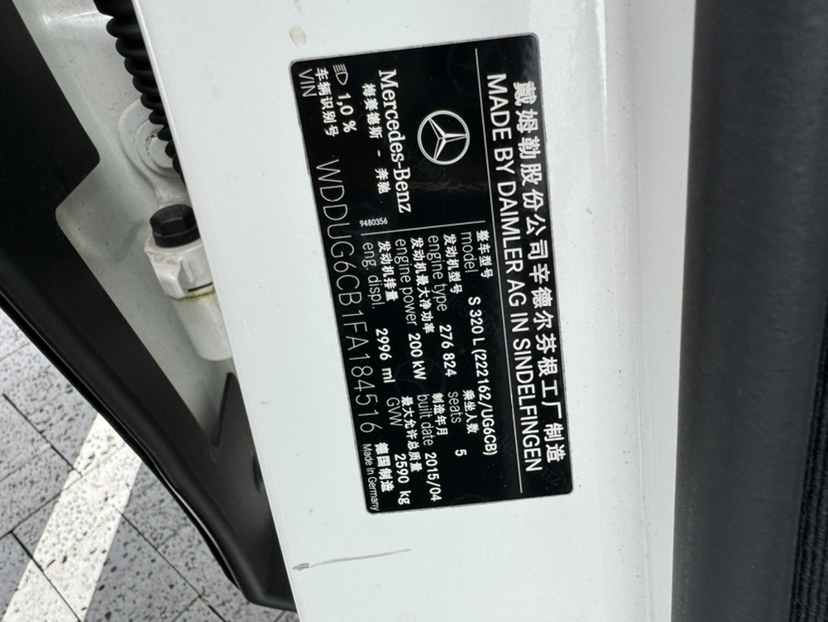 戴姆勒股份公司辛德尔芬根工厂制造
MADE BY DAIMLER AG IN SINDELFINGEN
整车型号
model S 320 L (222162/UG6CB)
发动机型号 乘坐人数
engine type 276 824 seats 5
发动机最大净功率 制造年月
engine power 200 kW built date 2015/04
发动机排量 最大允许总质量
eng. displ. 2996 ml GVW 2590 kg
Mercedes-Benz
梅赛德斯 - 奔驰
9480356
1,0 %
车辆识别号
VIN WDDUG6CB1FA184516
德国制造
Made in Germany